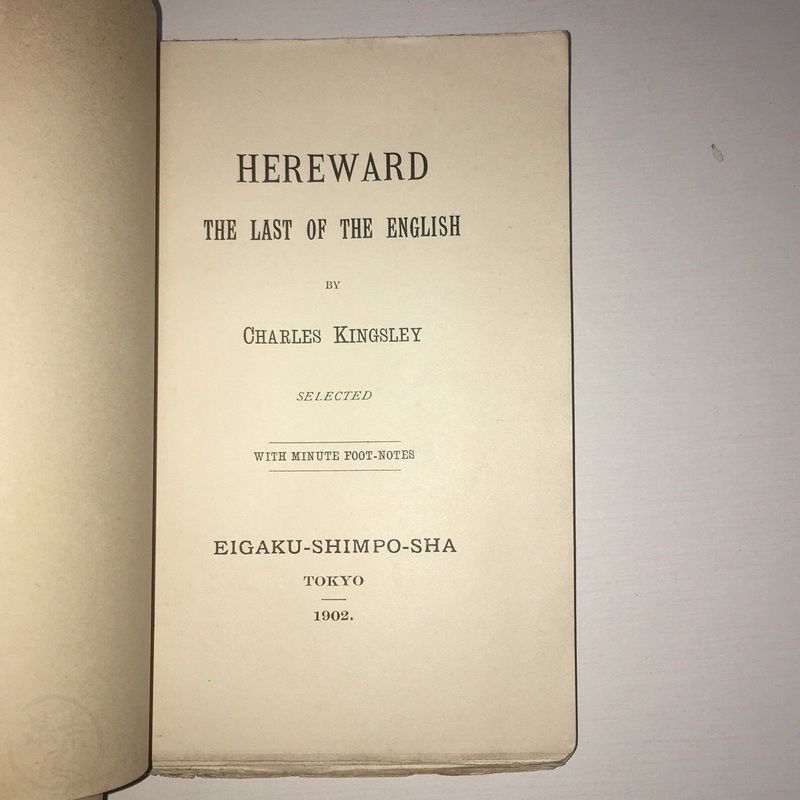 HEREWARD
THE LAST OF THE ENGLISH
BY
CHARLES KINGSLEY
SELECTED
WITH MINUTE FOOT-NOTES
EIGAKU-SHIMPO-SHA
TOKYO
1902.